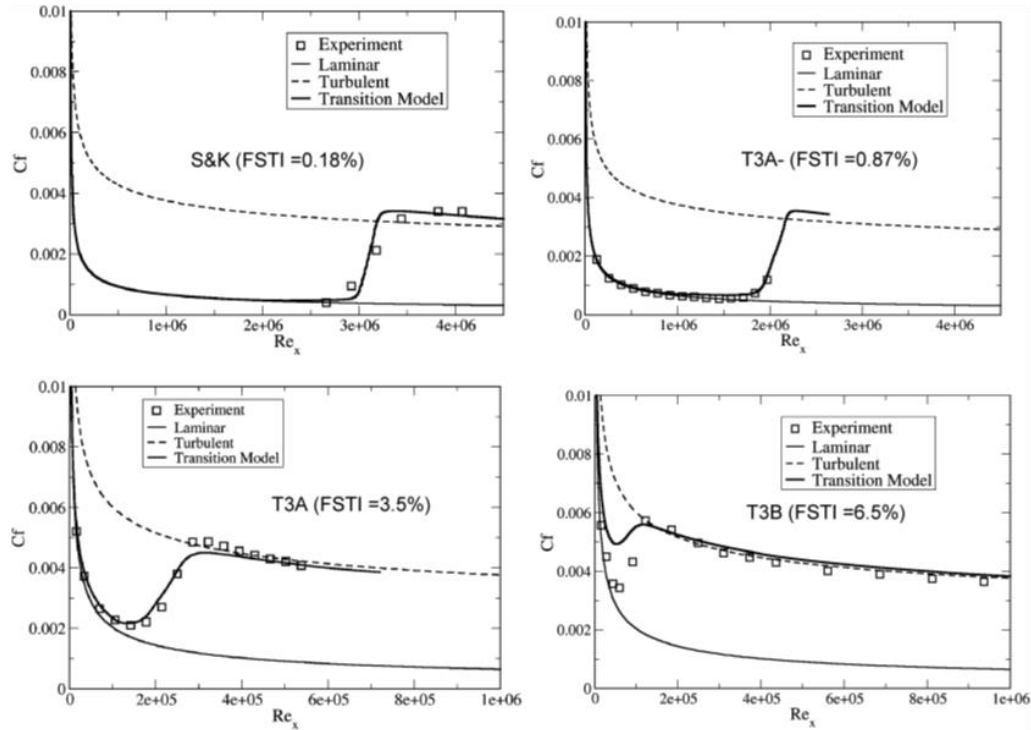 0.01
0.008
0.006
0.004
0.002
0
Cf
Experiment
Laminar
Turbulent
Transition Model
S&K (FSTI =0.18%)
0 1e+06 2e+06 3e+06 4e+06
Re_x
0.01
0.008
0.006
0.004
0.002
0
Cf
Experiment
Laminar
Turbulent
Transition Model
T3A- (FSTI =0.87%)
0 1e+06 2e+06 3e+06 4e+06
Re_x
0.01
0.008
0.006
0.004
0.002
0
Cf
Experiment
Laminar
Turbulent
Transition Model
T3A (FSTI =3.5%)
0 2e+05 4e+05 6e+05 8e+05 1e+06
Re_x
0.01
0.008
0.006
0.004
0.002
0
Cf
Experiment
Laminar
Turbulent
Transition Model
T3B (FSTI =6.5%)
0 2e+05 4e+05 6e+05 8e+05 1e+06
Re_x